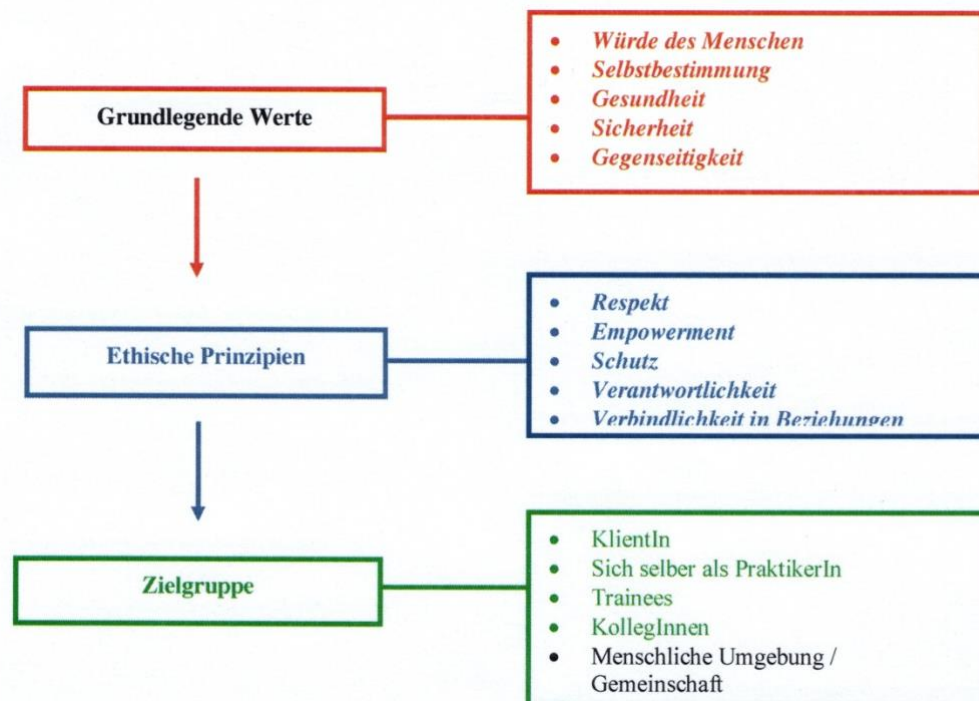 Grundlegende Werte
• Würde des Menschen
• Selbstbestimmung
• Gesundheit
• Sicherheit
• Gegenseitigkeit
Ethische Prinzipien
• Respekt
• Empowerment
• Schutz
• Verantwortlichkeit
• Verbindlichkeit in Beziehungen
Zielgruppe
• KlientIn
• Sich selber als PraktikerIn
• Trainees
• KollegInnen
• Menschliche Umgebung /
Gemeinschaft